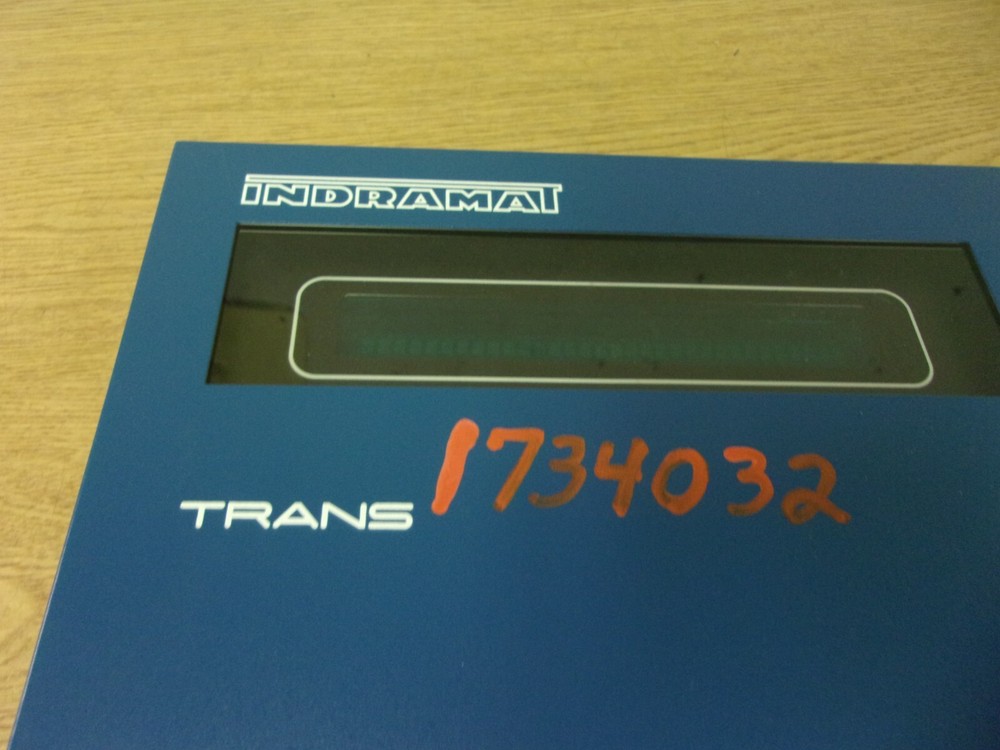 INDRAMAT
TRANS 1734032